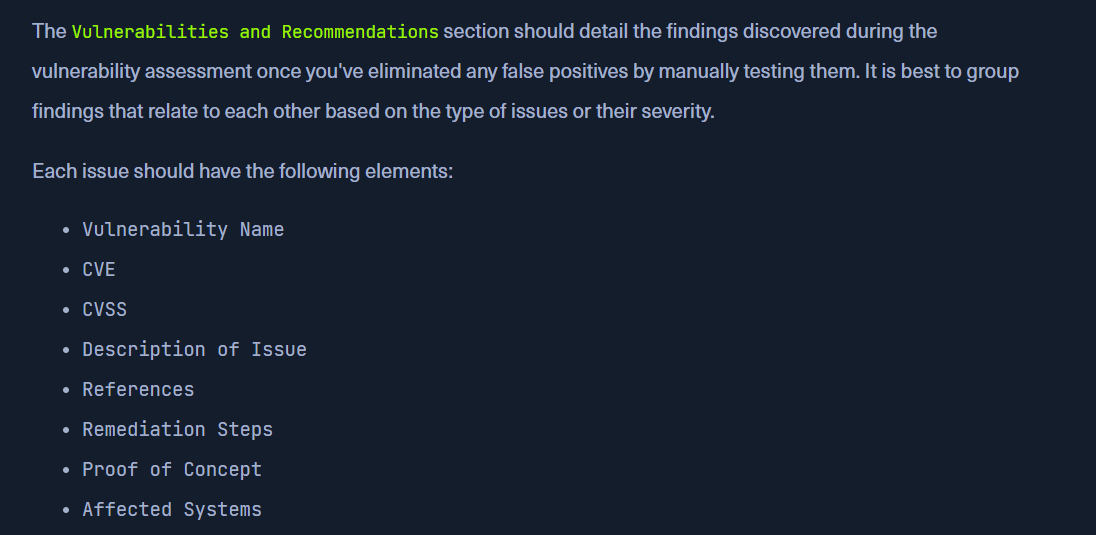 The Vulnerabilities and Recommendations section should detail the findings discovered during the
vulnerability assessment once you've eliminated any false positives by manually testing them. It is best to group
findings that relate to each other based on the type of issues or their severity.
Each issue should have the following elements:
• Vulnerability Name
• CVE
• CVSS
• Description of Issue
• References
• Remediation Steps
• Proof of Concept
• Affected Systems